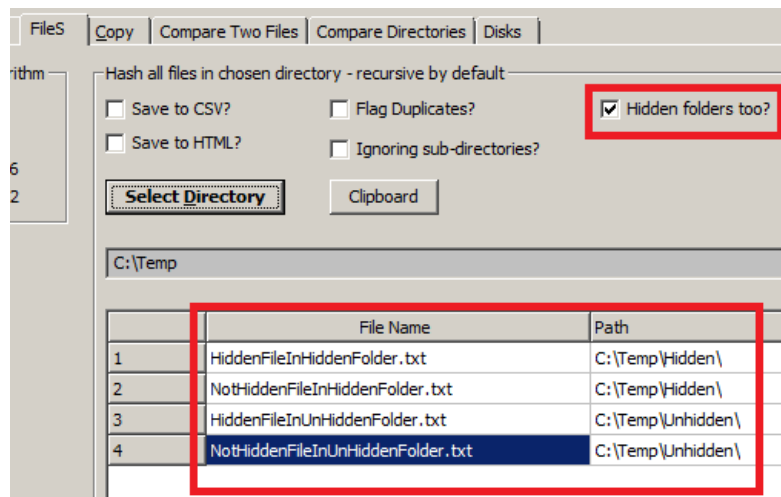 FileS Copy Compare Two Files Compare Directories Disks
rithm
Hash all files in chosen directory - recursive by default
Save to CSV? Flag Duplicates? Hidden folders too?
Save to HTML? Ignoring sub-directories?
6
2
Select Directory Clipboard
C:\Temp
File Name Path
1 HiddenFileInHiddenFolder.txt C:\Temp\Hidden\
2 NotHiddenFileInHiddenFolder.txt C:\Temp\Hidden\
3 HiddenFileInUnHiddenFolder.txt C:\Temp\Unhidden\
4 NotHiddenFileInUnHiddenFolder.txt C:\Temp\Unhidden\